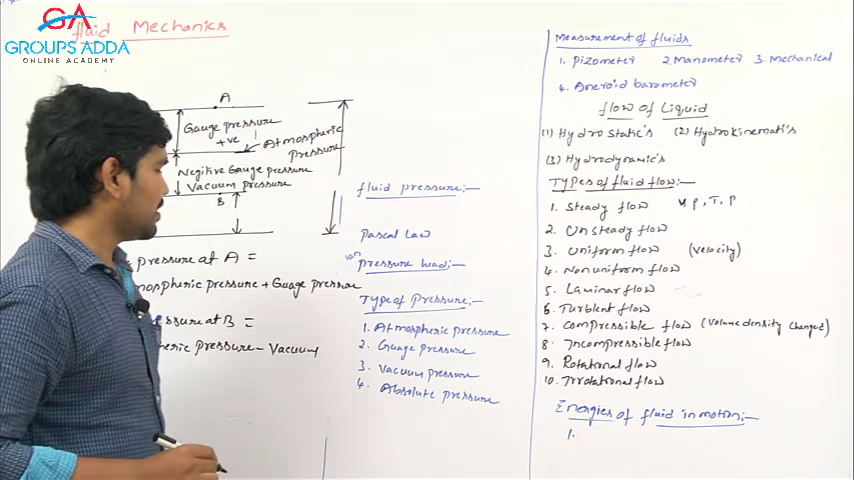 GA
GROUPS ADDA
ONLINE ACADEMY
fluid Mechanics
A
Gauge pressure
+ve
Atmospheric
pressure
Negitive Gauge pressure
Vacuum pressure
B
pressure at A =
mospheric pressure + Guage pressure
essure at B =
heric pressure - Vacuum
fluid pressure:-
Pascal Law
pressure head:-
Type of Pressure:-
1. Atmospheric pressure
2. Guage pressure
3. Vacuum pressure
4. Absolute pressure
Measurement of fluids
1. Pizometer 2. Manometer 3. Mechanical
4. Aneroid barometer
flow of Liquid
(1) Hydrostatic's (2) Hydrokinemati's
(3) Hydrodynamic's
Types of fluid flow:-
1. Steady flow
2. Unsteady flow
3. Uniform flow (Velocity)
4. Nonuniform flow
5. Laminar flow
6. Turblent flow
7. Compressible flow (Volume density changed)
8. Incompressible flow
9. Rotational flow
10. Irrotational flow
Energies of fluid in motion:-
1.